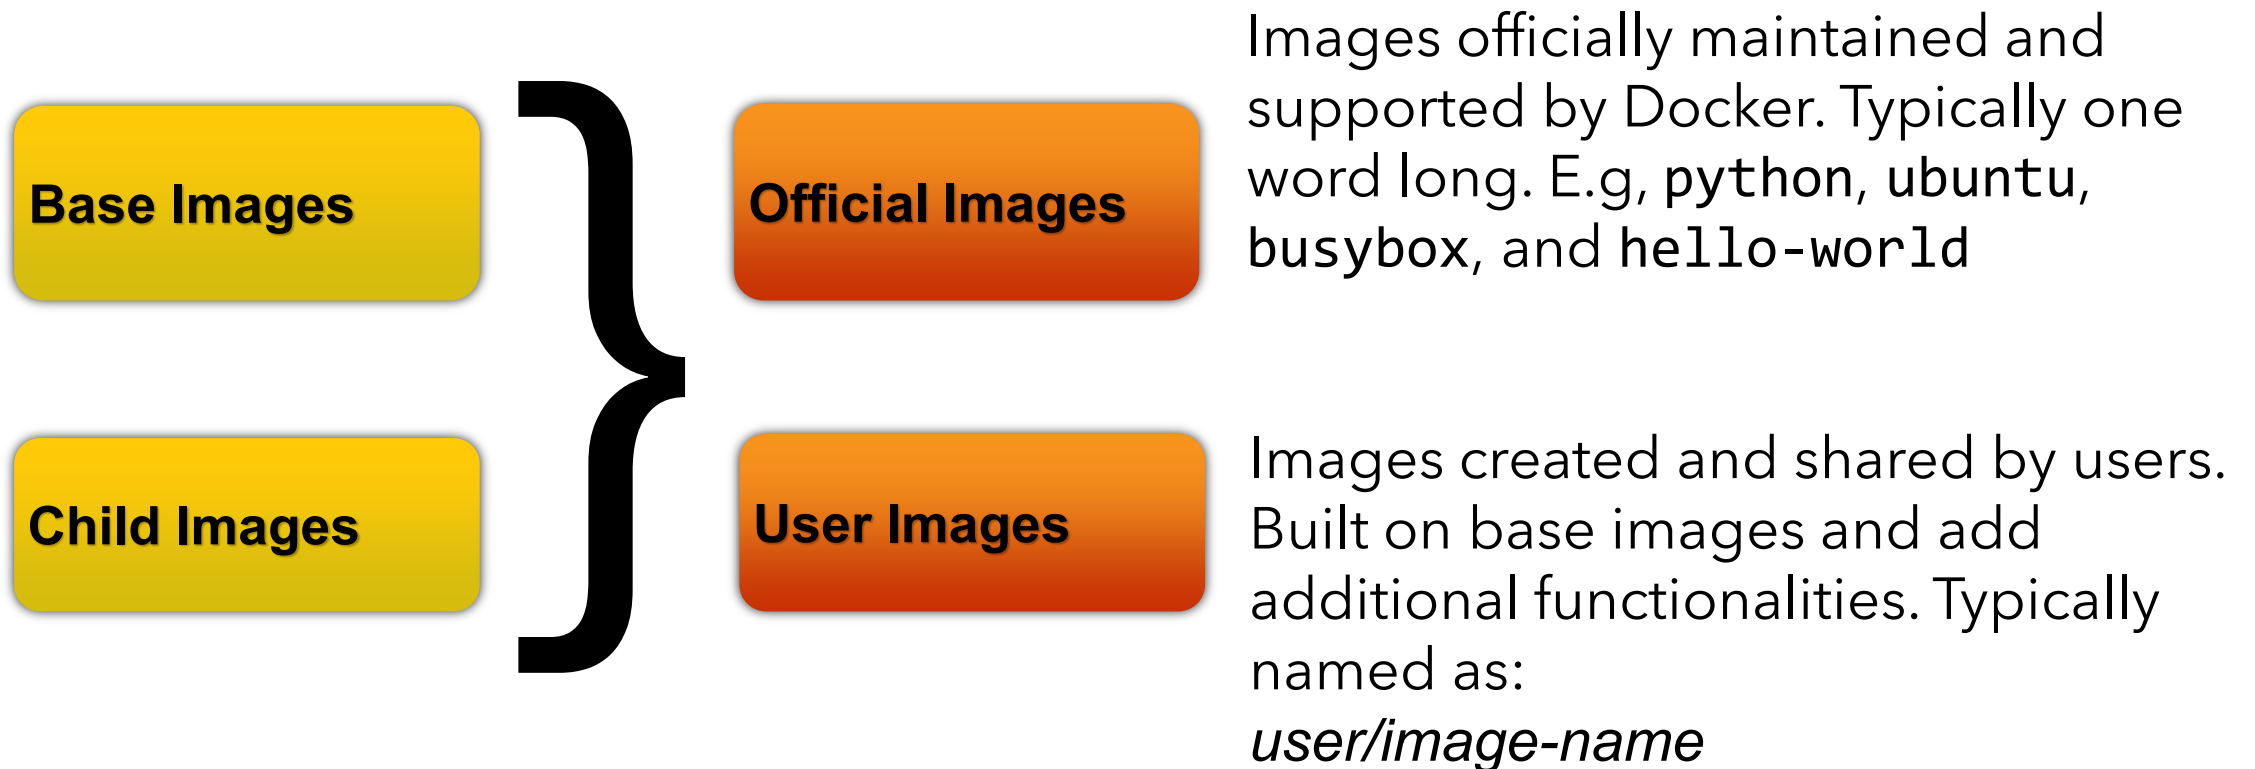 Base Images
Child Images
}
Official Images
Images officially maintained and
supported by Docker. Typically one
word long. E.g, python, ubuntu,
busybox, and hello-world
User Images
Images created and shared by users.
Built on base images and add
additional functionalities. Typically
named as:
user/image-name